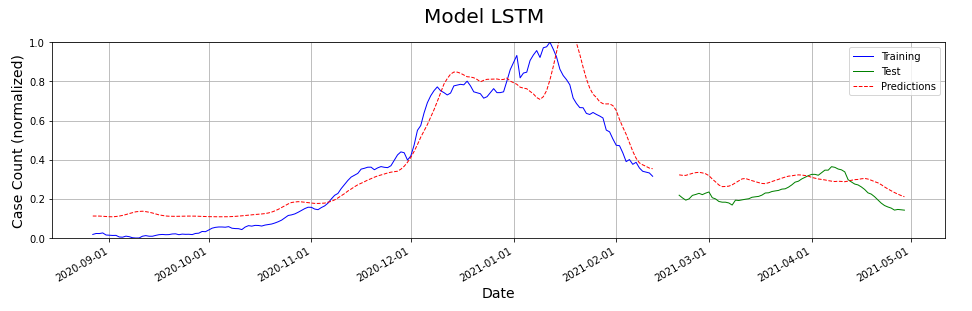 Model LSTM
Case Count (normalized)
1.0
0.8
0.6
0.4
0.2
0.0
Training
Test
Predictions
2020-09-01
2020-10-01
2020-11-01
2020-12-01
2021-01-01
2021-02-01
2021-03-01
2021-04-01
2021-05-01
Date